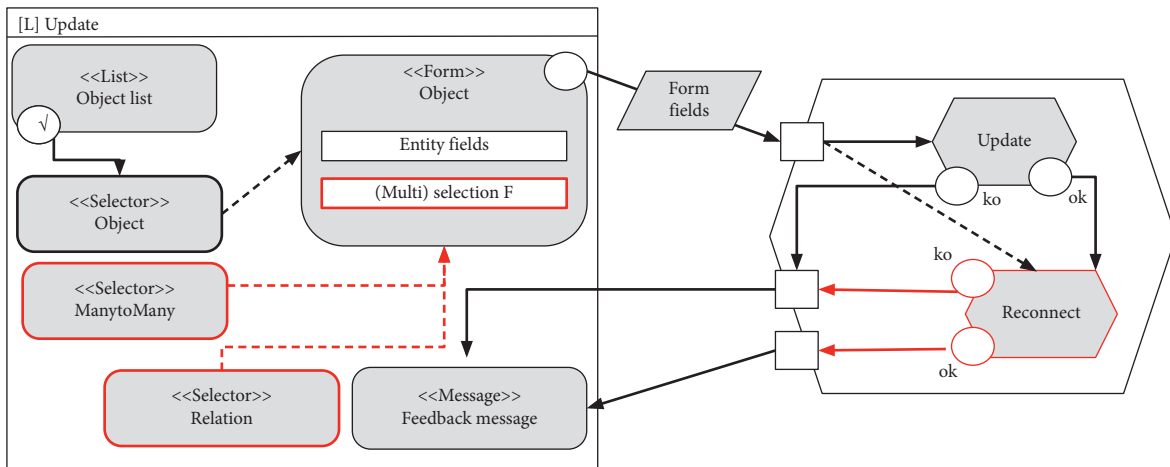 [L] Update
<<List>>
Object list
√
<<Selector>>
Object
<<Form>>
Object
Entity fields
(Multi) selection F
<<Selector>>
ManytoMany
<<Selector>>
Relation
<<Message>>
Feedback message
Form
fields
Update
ko
ok
ko
Reconnect
ok